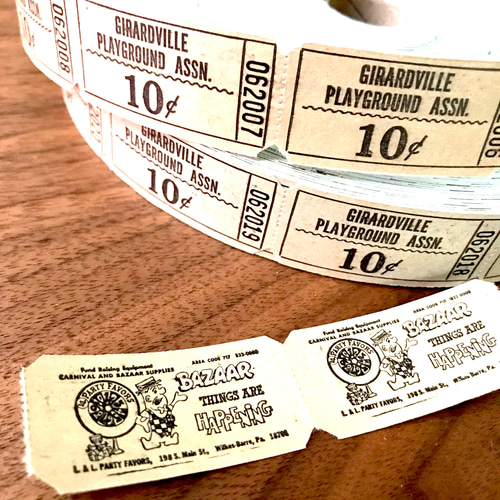 062008
GIRARDVILLE
PLAYGROUND ASSN.
10¢
062007
GIRARDVILLE
PLAYGROUND ASSN.
10¢
GIRARDVILLE
PLAYGROUND ASSN.
10¢
062019
GIRARDVILLE
PLAYGROUND ASSN.
10¢
062018
Fund Raising Equipment
CARNIVAL AND BAZAAR SUPPLIES
AREA CODE 717
PARTY FAVORS
BAZAAR
THINGS ARE
HAPPENING
L. & L. PARTY FAVORS, 198 S. Main St., Wilkes-Barre, Pa.
Fund Raising Equipment
CARNIVAL AND BAZAAR SUPPLIES
AREA CODE 717
PARTY FAVORS
BAZAAR
THINGS ARE
HAPPENING
L. & L. PARTY FAVORS, 198 S. Main St., Wilkes-Barre, Pa.